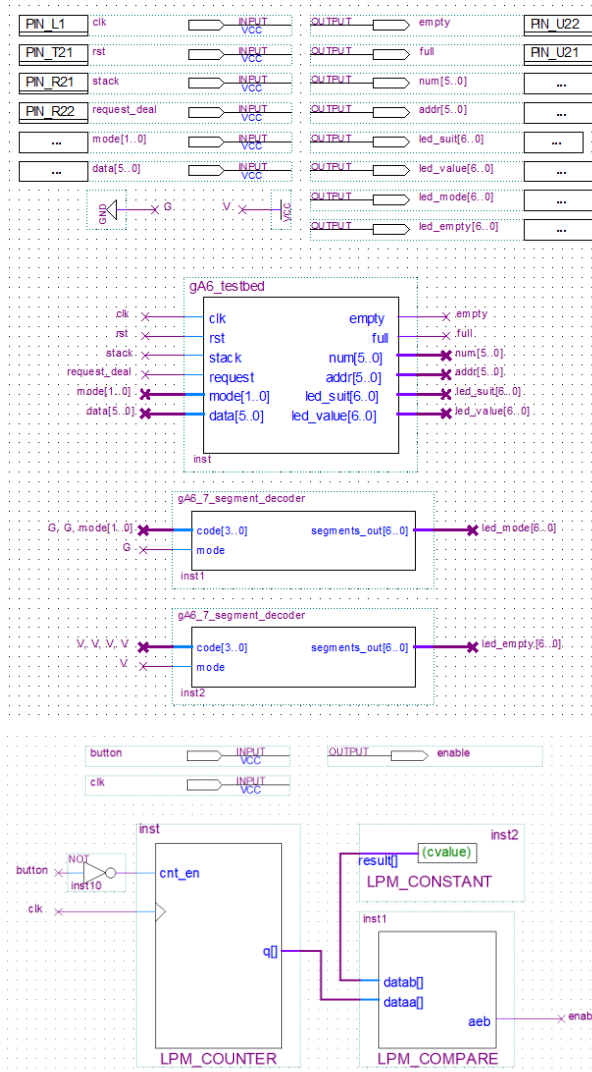 PIN_L1 clk INPUT VCC OUTPUT empty PIN_U22
PIN_T21 rst INPUT VCC OUTPUT full PIN_U21
PIN_R21 stack INPUT VCC OUTPUT num[5..0] ...
PIN_R22 request_deal INPUT VCC OUTPUT addr[5..0] ...
... mode[1..0] INPUT VCC OUTPUT led_suit[6..0] ...
... data[5..0] INPUT VCC OUTPUT led_value[6..0] ...
OUTPUT led_mode[6..0] ...
GND G V VCC
OUTPUT led_empty[6..0] ...
gA6_testbed
clk clk empty empty
rst rst full full
stack stack num[5..0] num[5..0]
request_deal request addr[5..0] addr[5..0]
mode[1..0] mode[1..0] led_suit[6..0] led_suit[6..0]
data[5..0] data[5..0] led_value[6..0] led_value[6..0]
inst
gA6_7_segment_decoder
G, G, mode[1..0] code[3..0] segments_out[6..0] led_mode[6..0]
G mode
inst1
gA6_7_segment_decoder
V, V, V, V code[3..0] segments_out[6..0] led_empty[6..0]
V mode
inst2
button INPUT VCC OUTPUT enable
clk INPUT VCC
inst
inst2
(cvalue)
result[]
LPM_CONSTANT
NOT
button cnt_en
inst10
clk
inst1
q[]
datab[]
dataa[]
aeb enab
LPM_COUNTER LPM_COMPARE